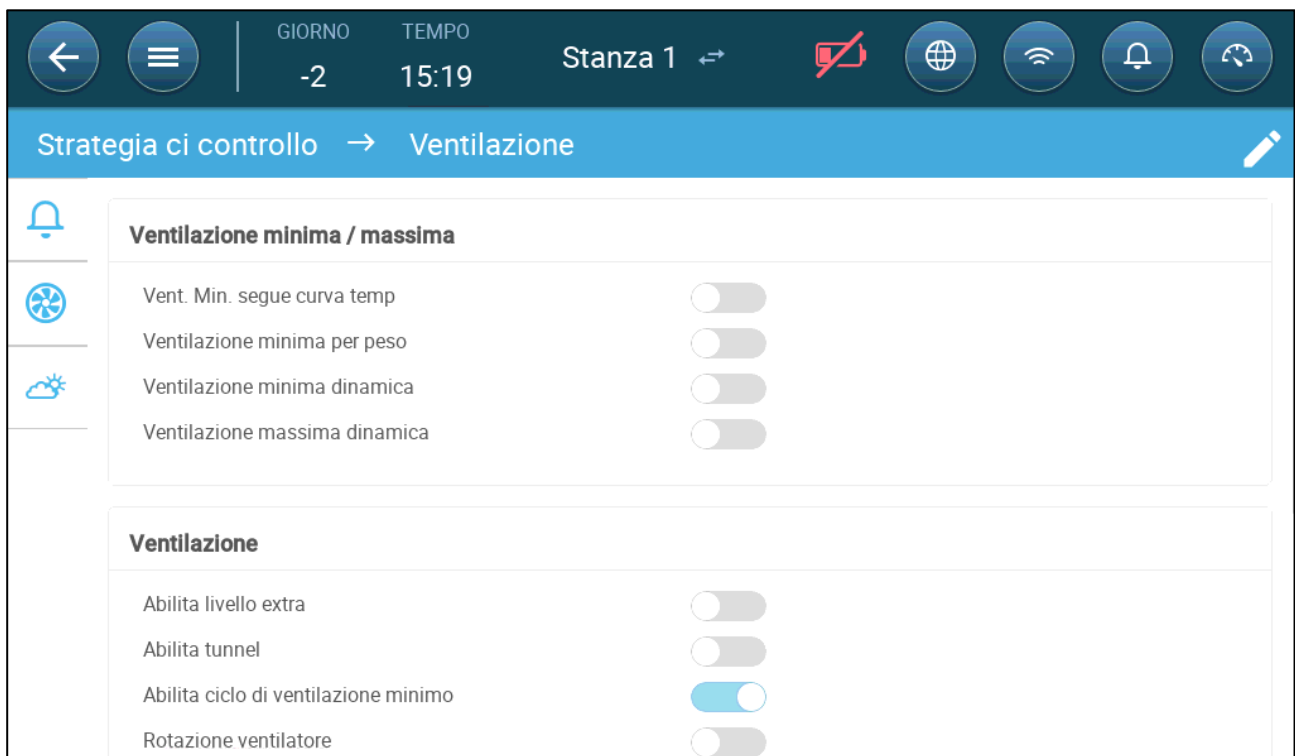 GIORNO TEMPO
-2 15:19 Stanza 1
Strategia ci controllo → Ventilazione
Ventilazione minima / massima
Vent. Min. segue curva temp
Ventilazione minima per peso
Ventilazione minima dinamica
Ventilazione massima dinamica
Ventilazione
Abilita livello extra
Abilita tunnel
Abilita ciclo di ventilazione minimo
Rotazione ventilatore